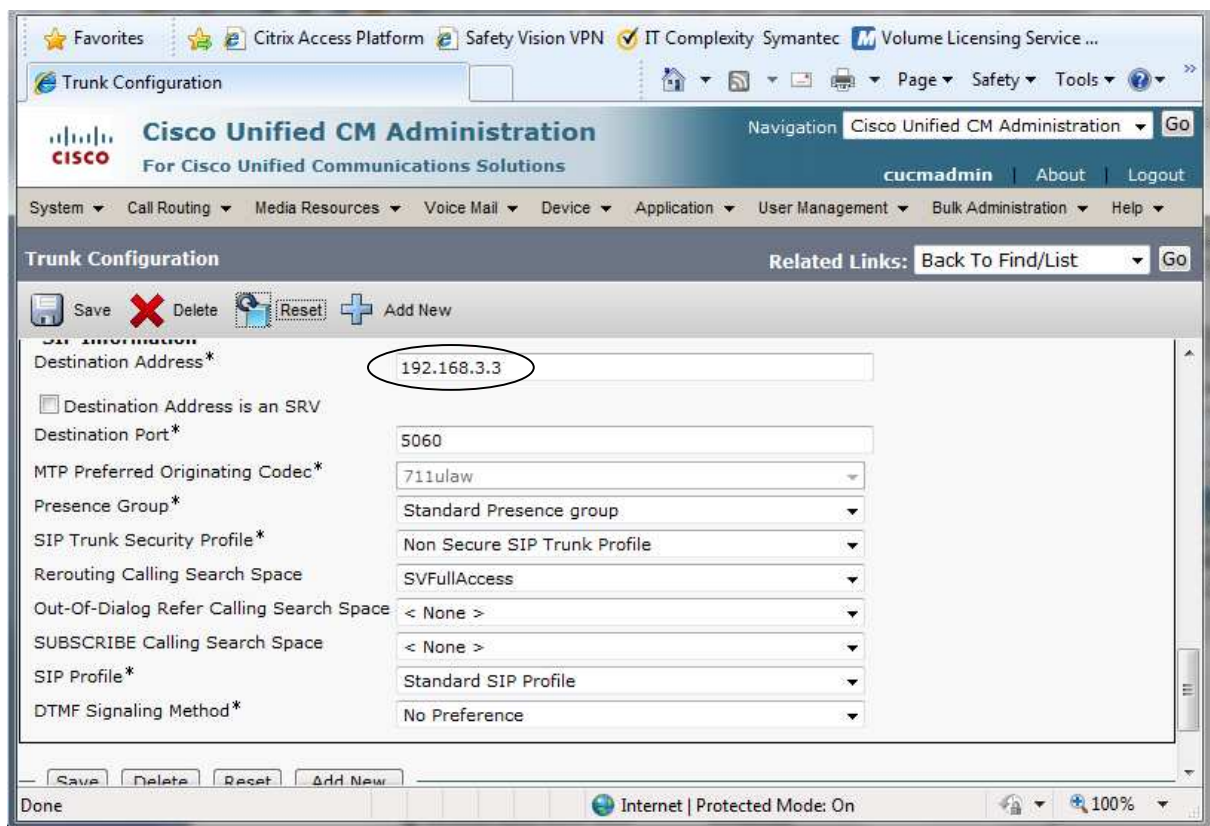 Favorites Citrix Access Platform Safety Vision VPN IT Complexity Symantec Volume Licensing Service ...
Trunk Configuration Page Safety Tools »
CISCO Cisco Unified CM Administration Navigation Cisco Unified CM Administration Go
For Cisco Unified Communications Solutions cucmadmin | About | Logout
System Call Routing Media Resources Voice Mail Device Application User Management Bulk Administration Help
Trunk Configuration Related Links: Back To Find/List Go
Save Delete Reset Add New
SIP Information
Destination Address* 192.168.3.3
Destination Address is an SRV
Destination Port* 5060
MTP Preferred Originating Codec* 711ulaw
Presence Group* Standard Presence group
SIP Trunk Security Profile* Non Secure SIP Trunk Profile
Rerouting Calling Search Space SVFullAccess
Out-Of-Dialog Refer Calling Search Space < None >
SUBSCRIBE Calling Search Space < None >
SIP Profile* Standard SIP Profile
DTMF Signaling Method* No Preference
Save Delete Reset Add New
Done Internet | Protected Mode: On 100%